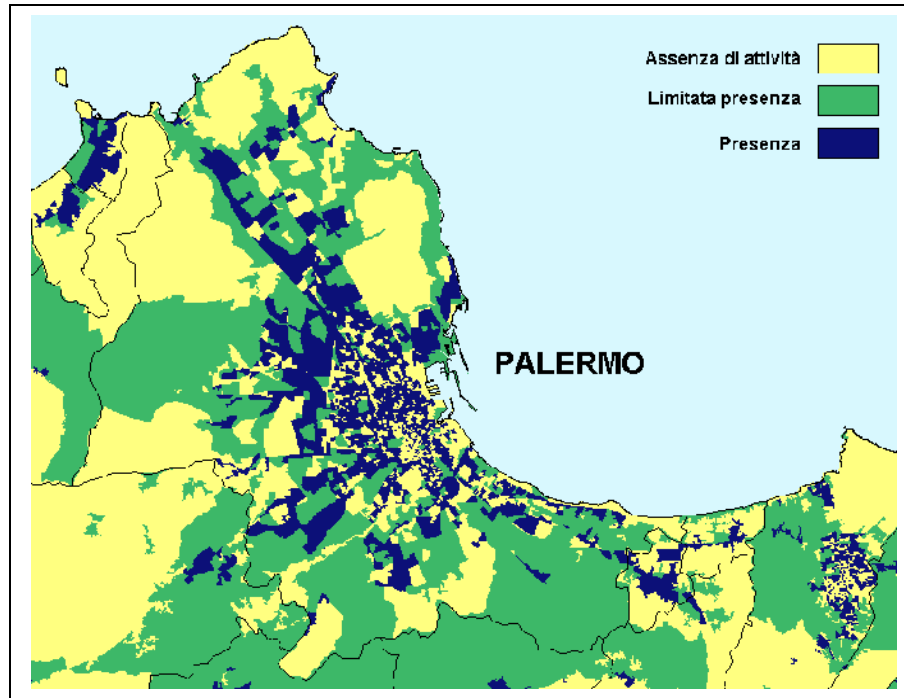 Assenza di attività
Limitata presenza
Presenza
PALERMO